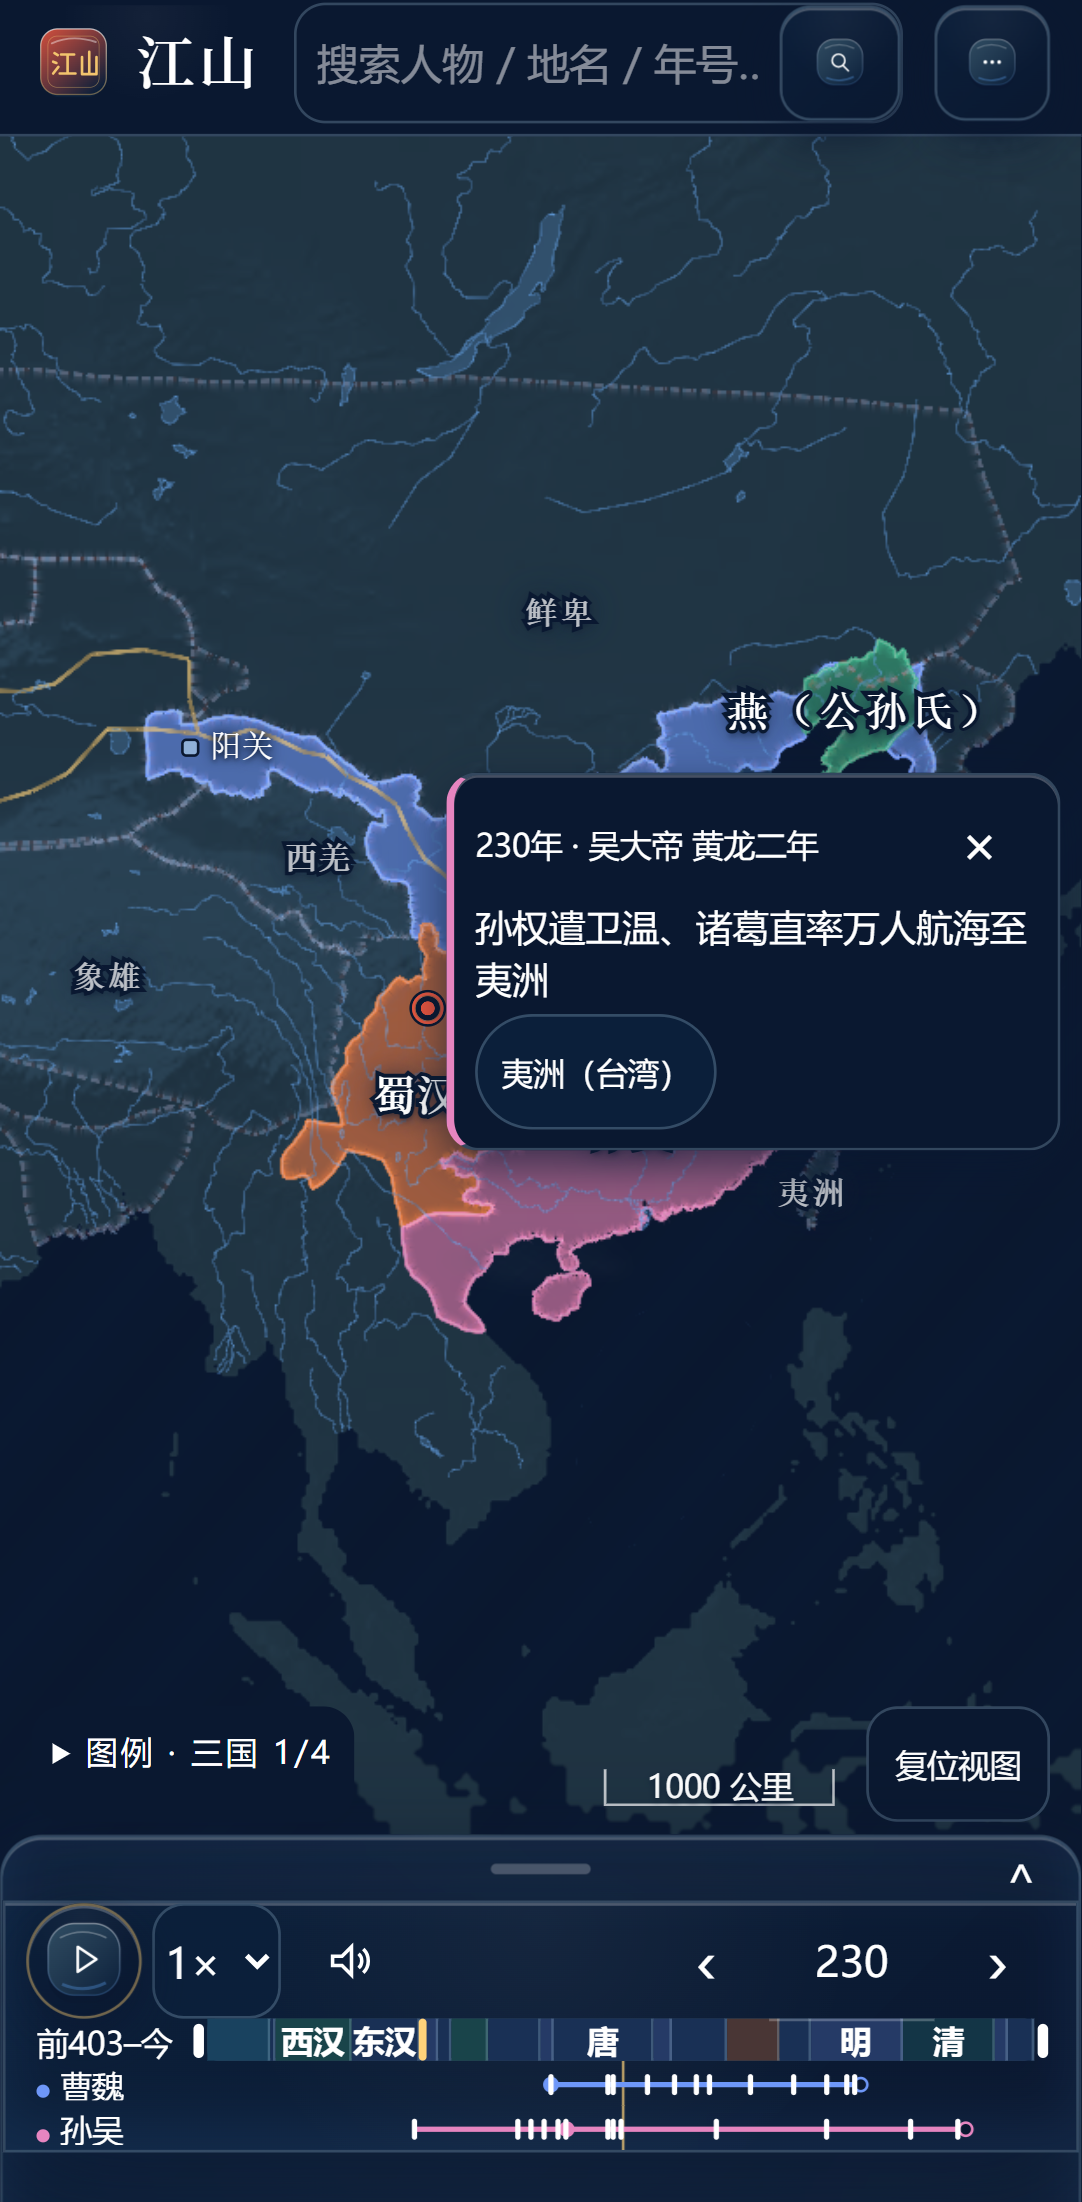 江山 江山 搜索人物 / 地名 / 年号..
鲜卑
燕（公孙氏）
阳关
西羌
象雄
230年 · 吴大帝 黄龙二年
孙权遣卫温、诸葛直率万人航海至
夷洲
夷洲（台湾）
蜀汉
夷洲
图例 · 三国 1/4
1000 公里
复位视图
1× 230
前403–今 西汉 东汉 唐 明 清
曹魏
孙吴